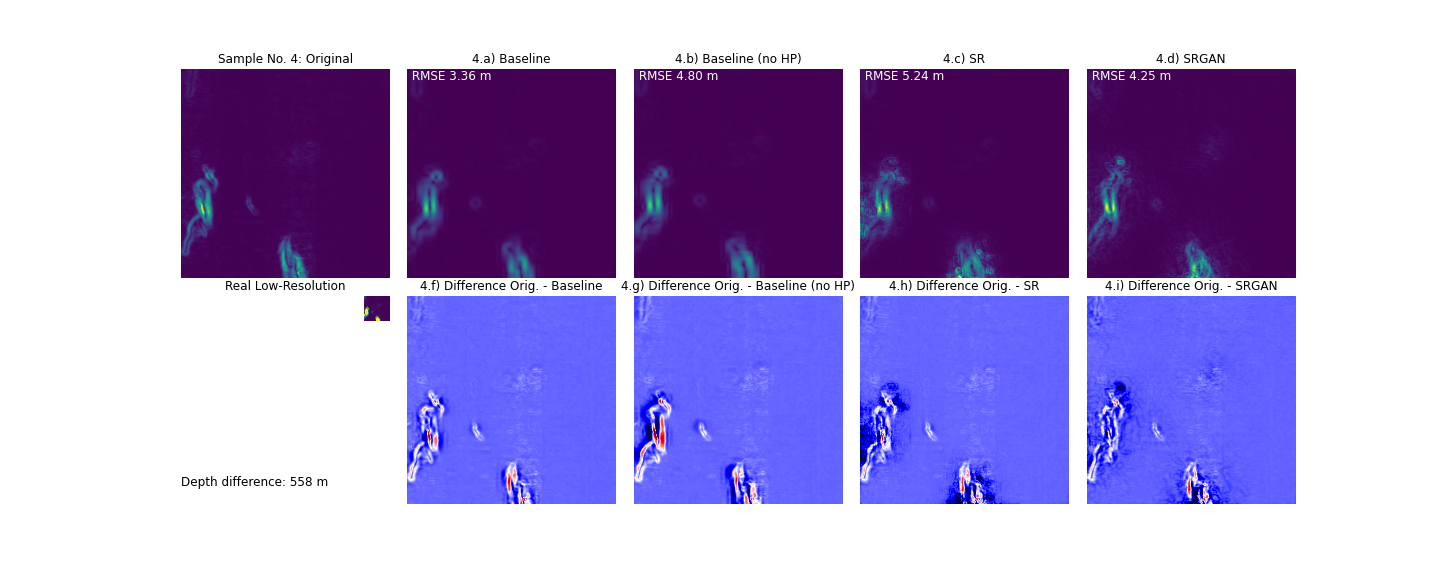 Sample No. 4: Original
4.a) Baseline
4.b) Baseline (no HP)
4.c) SR
4.d) SRGAN
RMSE 3.36 m
RMSE 4.80 m
RMSE 5.24 m
RMSE 4.25 m
Real Low-Resolution
4.f) Difference Orig. - Baseline
4.g) Difference Orig. - Baseline (no HP)
4.h) Difference Orig. - SR
4.i) Difference Orig. - SRGAN
Depth difference: 558 m